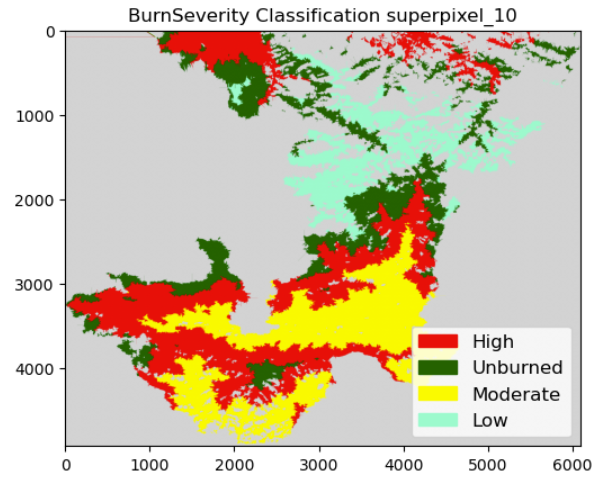 BurnSeverity Classification superpixel_10
0
1000
2000
3000
4000
High
Unburned
Moderate
Low
0 1000 2000 3000 4000 5000 6000